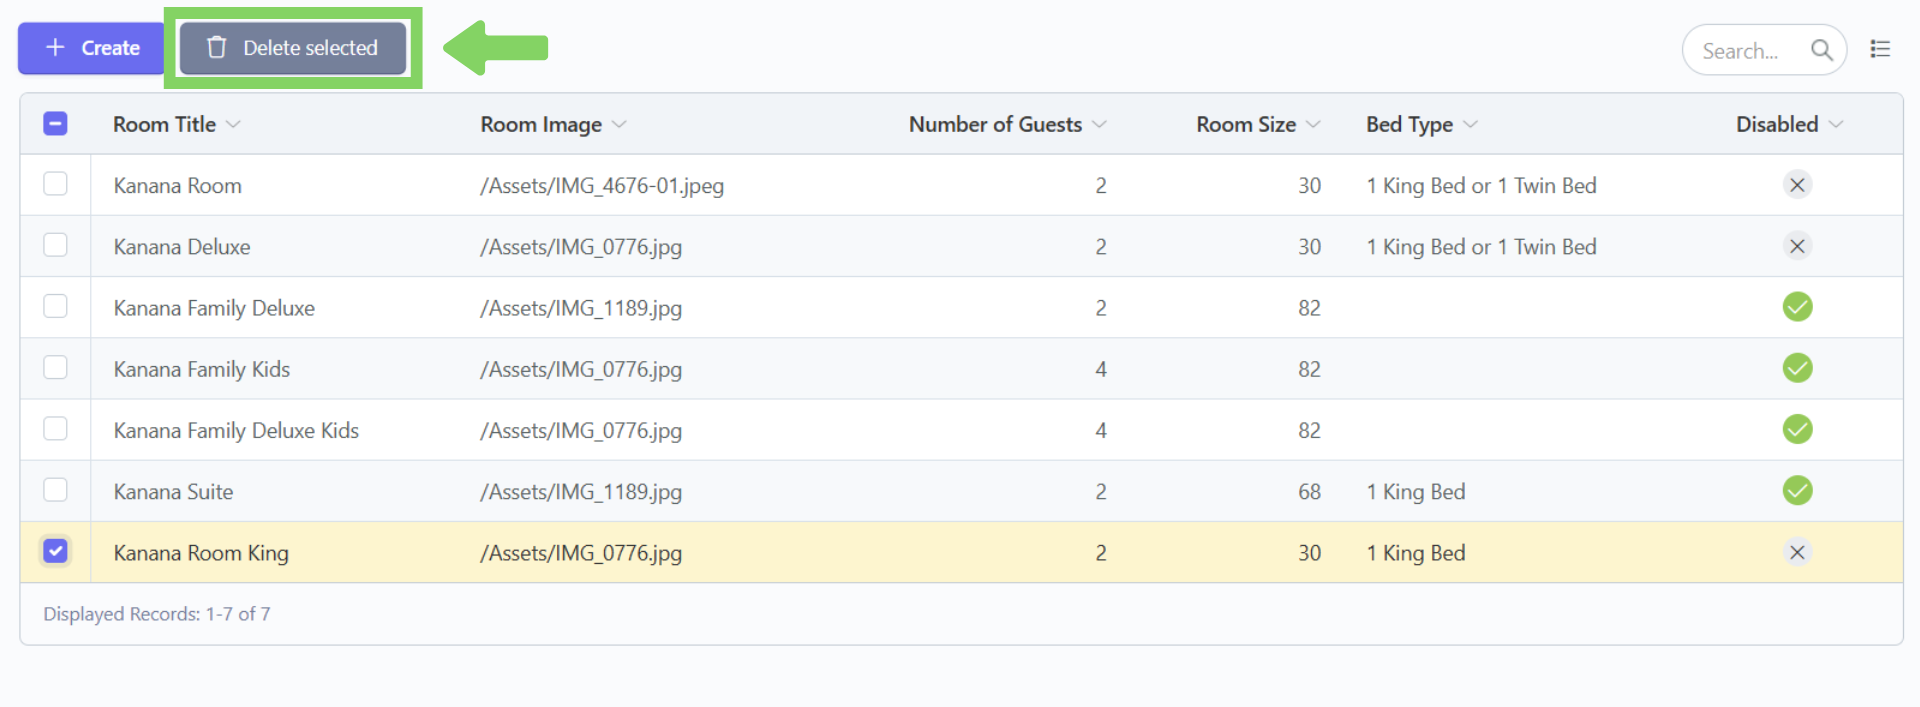 Create Delete selected Search...
Room Title Room Image Number of Guests Room Size Bed Type Disabled
Kanana Room /Assets/IMG_4676-01.jpeg 2 30 1 King Bed or 1 Twin Bed
Kanana Deluxe /Assets/IMG_0776.jpg 2 30 1 King Bed or 1 Twin Bed
Kanana Family Deluxe /Assets/IMG_1189.jpg 2 82
Kanana Family Kids /Assets/IMG_0776.jpg 4 82
Kanana Family Deluxe Kids /Assets/IMG_0776.jpg 4 82
Kanana Suite /Assets/IMG_1189.jpg 2 68 1 King Bed
Kanana Room King /Assets/IMG_0776.jpg 2 30 1 King Bed
Displayed Records: 1-7 of 7